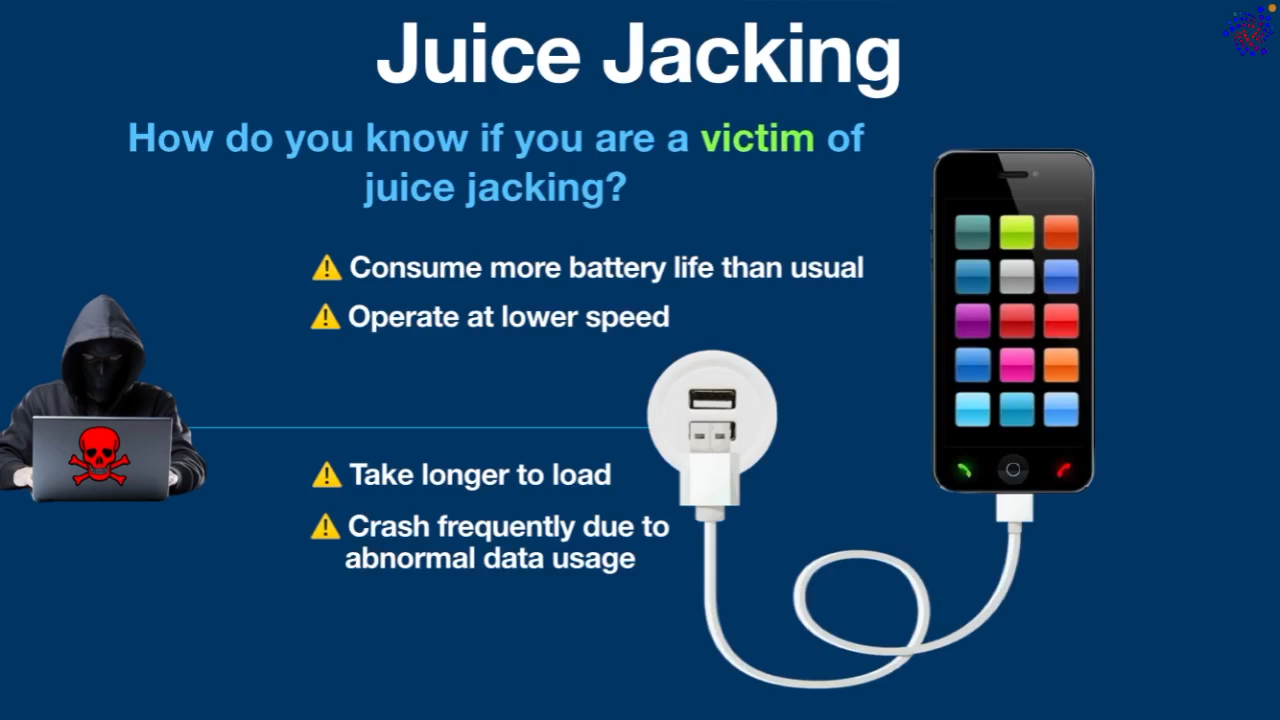 Juice Jacking
How do you know if you are a victim of
juice jacking?
Consume more battery life than usual
Operate at lower speed
Take longer to load
Crash frequently due to
abnormal data usage